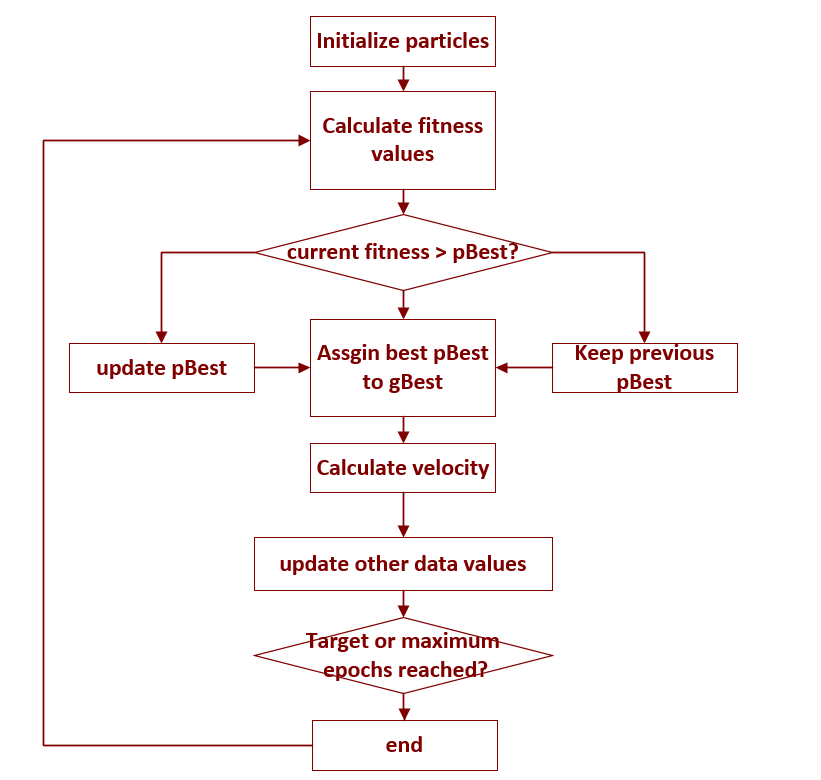 Initialize particles
Calculate fitness
values
current fitness > pBest?
update pBest
Assgin best pBest
to gBest
Keep previous
pBest
Calculate velocity
update other data values
Target or maximum
epochs reached?
end